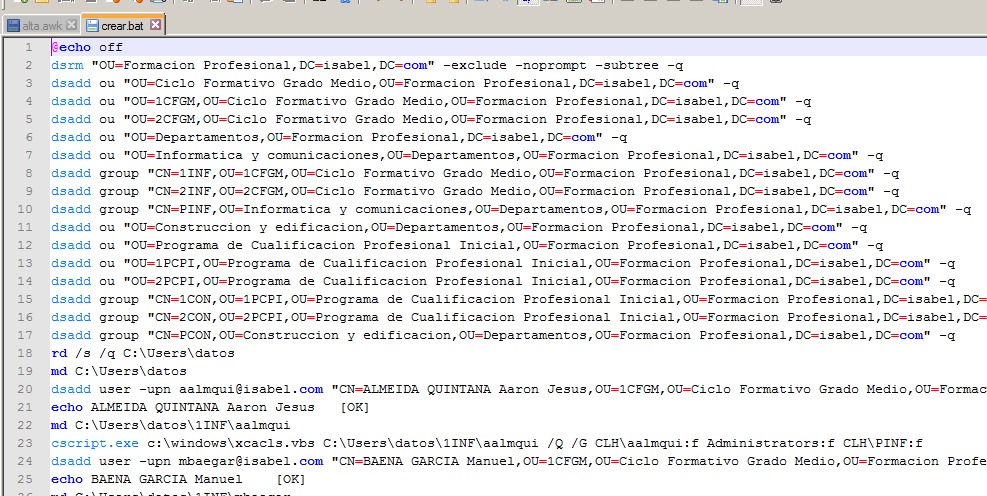 alta.awk crear.bat
1 @echo off
2 dsrm "OU=Formacion Profesional,DC=isabel,DC=com" -exclude -noprompt -subtree -q
3 dsadd ou "OU=Ciclo Formativo Grado Medio,OU=Formacion Profesional,DC=isabel,DC=com" -q
4 dsadd ou "OU=1CFGM,OU=Ciclo Formativo Grado Medio,OU=Formacion Profesional,DC=isabel,DC=com" -q
5 dsadd ou "OU=2CFGM,OU=Ciclo Formativo Grado Medio,OU=Formacion Profesional,DC=isabel,DC=com" -q
6 dsadd ou "OU=Departamentos,OU=Formacion Profesional,DC=isabel,DC=com" -q
7 dsadd ou "OU=Informatica y comunicaciones,OU=Departamentos,OU=Formacion Profesional,DC=isabel,DC=com" -q
8 dsadd group "CN=1INF,OU=1CFGM,OU=Ciclo Formativo Grado Medio,OU=Formacion Profesional,DC=isabel,DC=com" -q
9 dsadd group "CN=2INF,OU=2CFGM,OU=Ciclo Formativo Grado Medio,OU=Formacion Profesional,DC=isabel,DC=com" -q
10 dsadd group "CN=PINF,OU=Informatica y comunicaciones,OU=Departamentos,OU=Formacion Profesional,DC=isabel,DC=com" -q
11 dsadd ou "OU=Construccion y edificacion,OU=Departamentos,OU=Formacion Profesional,DC=isabel,DC=com" -q
12 dsadd ou "OU=Programa de Cualificacion Profesional Inicial,OU=Formacion Profesional,DC=isabel,DC=com" -q
13 dsadd ou "OU=1PCPI,OU=Programa de Cualificacion Profesional Inicial,OU=Formacion Profesional,DC=isabel,DC=com" -q
14 dsadd ou "OU=2PCPI,OU=Programa de Cualificacion Profesional Inicial,OU=Formacion Profesional,DC=isabel,DC=com" -q
15 dsadd group "CN=1CON,OU=1PCPI,OU=Programa de Cualificacion Profesional Inicial,OU=Formacion Profesional,DC=isabel,DC=
16 dsadd group "CN=2CON,OU=2PCPI,OU=Programa de Cualificacion Profesional Inicial,OU=Formacion Profesional,DC=isabel,DC=
17 dsadd group "CN=PCON,OU=Construccion y edificacion,OU=Departamentos,OU=Formacion Profesional,DC=isabel,DC=com" -q
18 rd /s /q C:\Users\datos
19 md C:\Users\datos
20 dsadd user -upn aalmqui@isabel.com "CN=ALMEIDA QUINTANA Aaron Jesus,OU=1CFGM,OU=Ciclo Formativo Grado Medio,OU=Formac
21 echo ALMEIDA QUINTANA Aaron Jesus [OK]
22 md C:\Users\datos\1INF\aalmqui
23 cscript.exe c:\windows\xcacls.vbs C:\Users\datos\1INF\aalmqui /Q /G CLH\aalmqui:f Administrators:f CLH\PINF:f
24 dsadd user -upn mbaegar@isabel.com "CN=BAENA GARCIA Manuel,OU=1CFGM,OU=Ciclo Formativo Grado Medio,OU=Formacion Profe
25 echo BAENA GARCIA Manuel [OK]